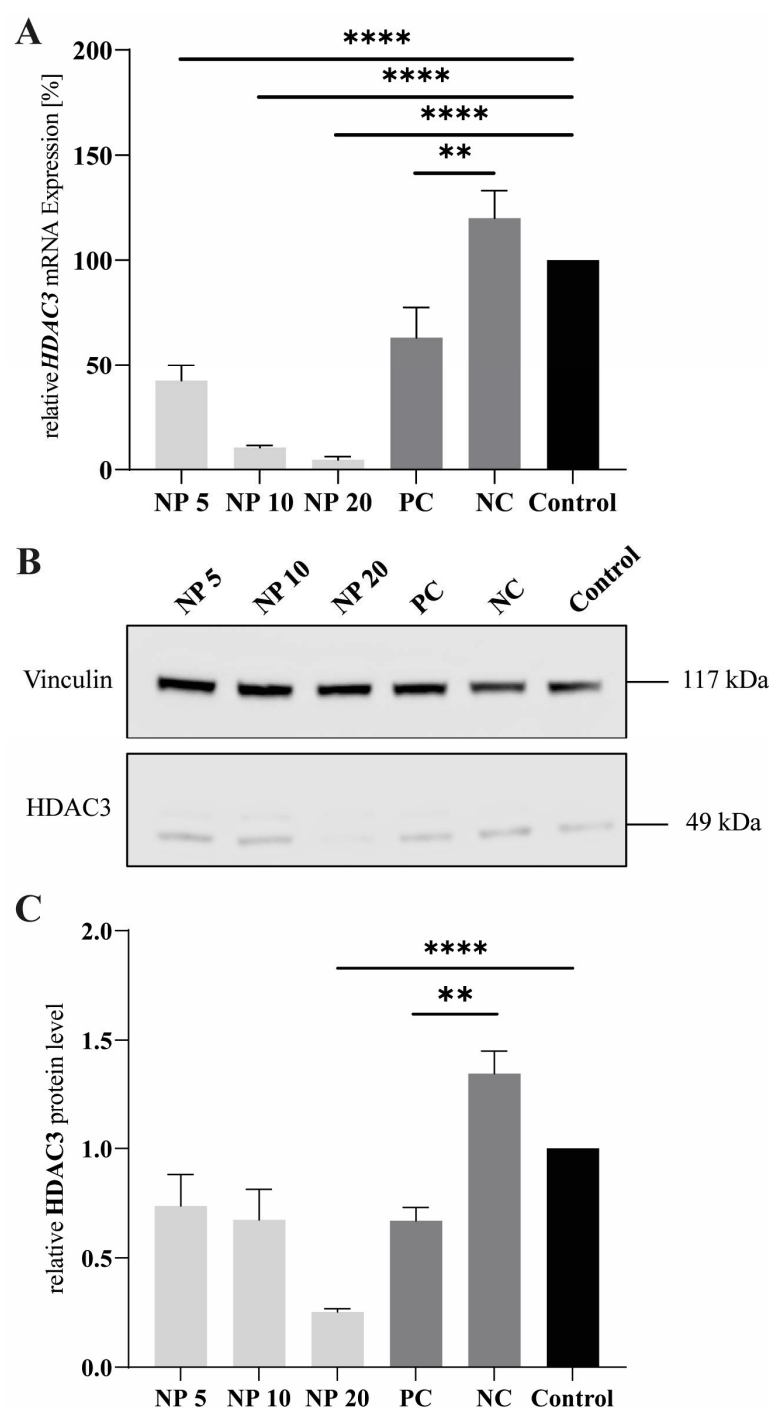 A
relative HDAC3 mRNA Expression [%]
200
150
100
50
0
****
****
****
**
NP 5 NP 10 NP 20 PC NC Control
B
NP 5 NP 10 NP 20 PC NC Control
Vinculin 117 kDa
HDAC3 49 kDa
C
relative HDAC3 protein level
2.0
1.5
1.0
0.5
0.0
****
**
NP 5 NP 10 NP 20 PC NC Control